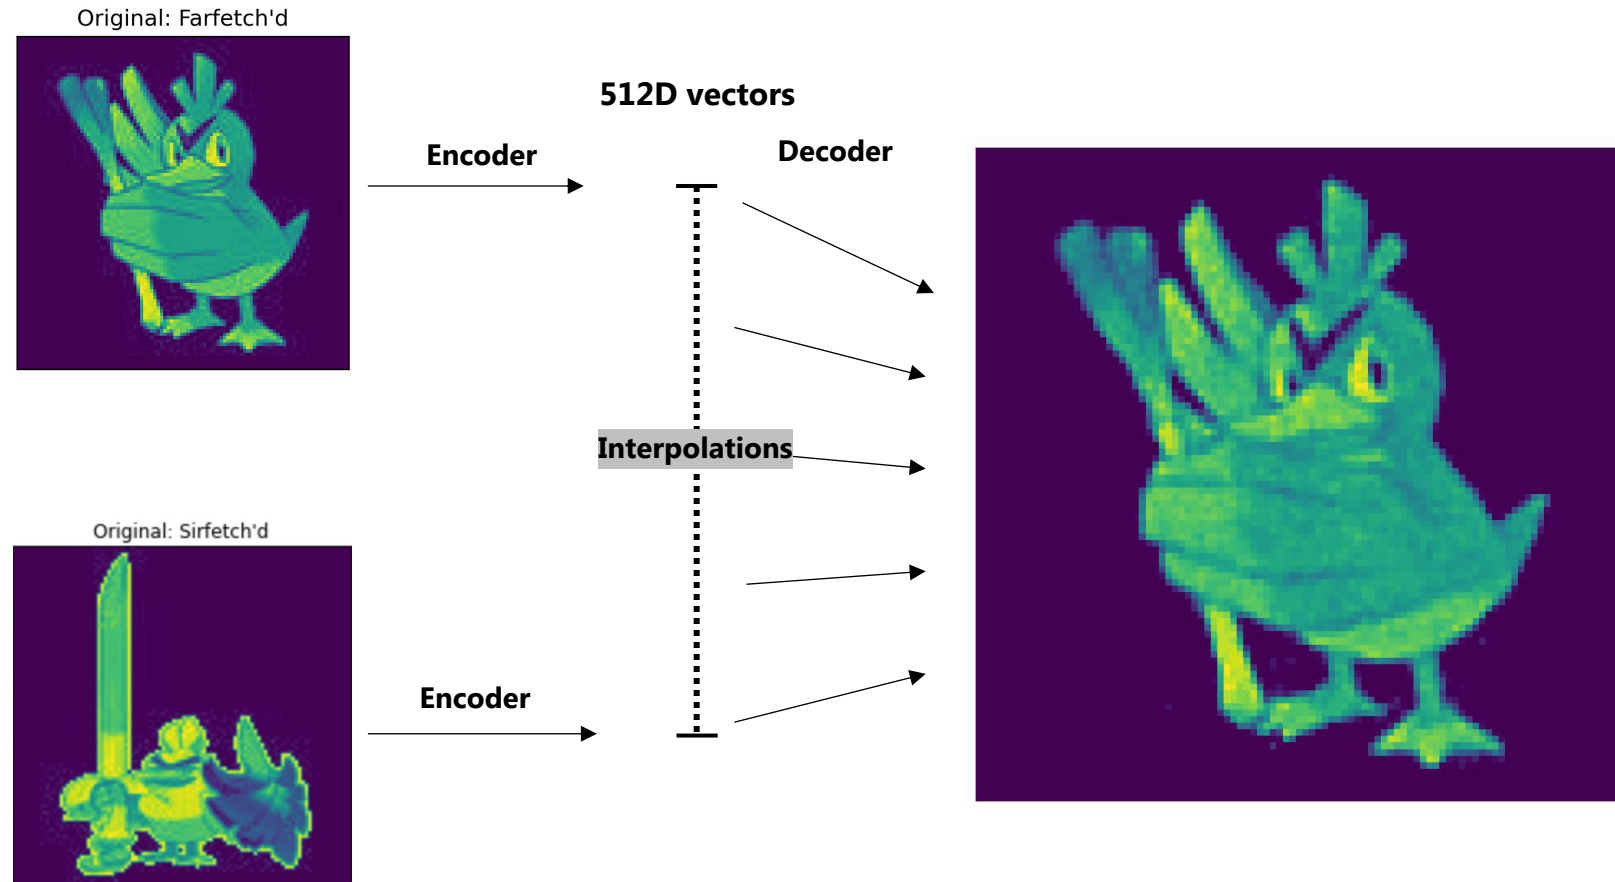 Original: Farfetch'd
512D vectors
Encoder
Decoder
Interpolations
Original: Sirfetch'd
Encoder